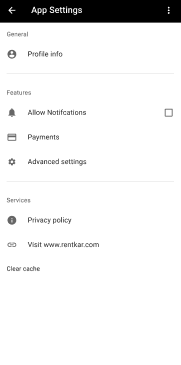 App Settings
General
Profile info
Features
Allow Notifcations
Payments
Advanced settings
Services
Privacy policy
Visit www.rentkar.com
Clear cache